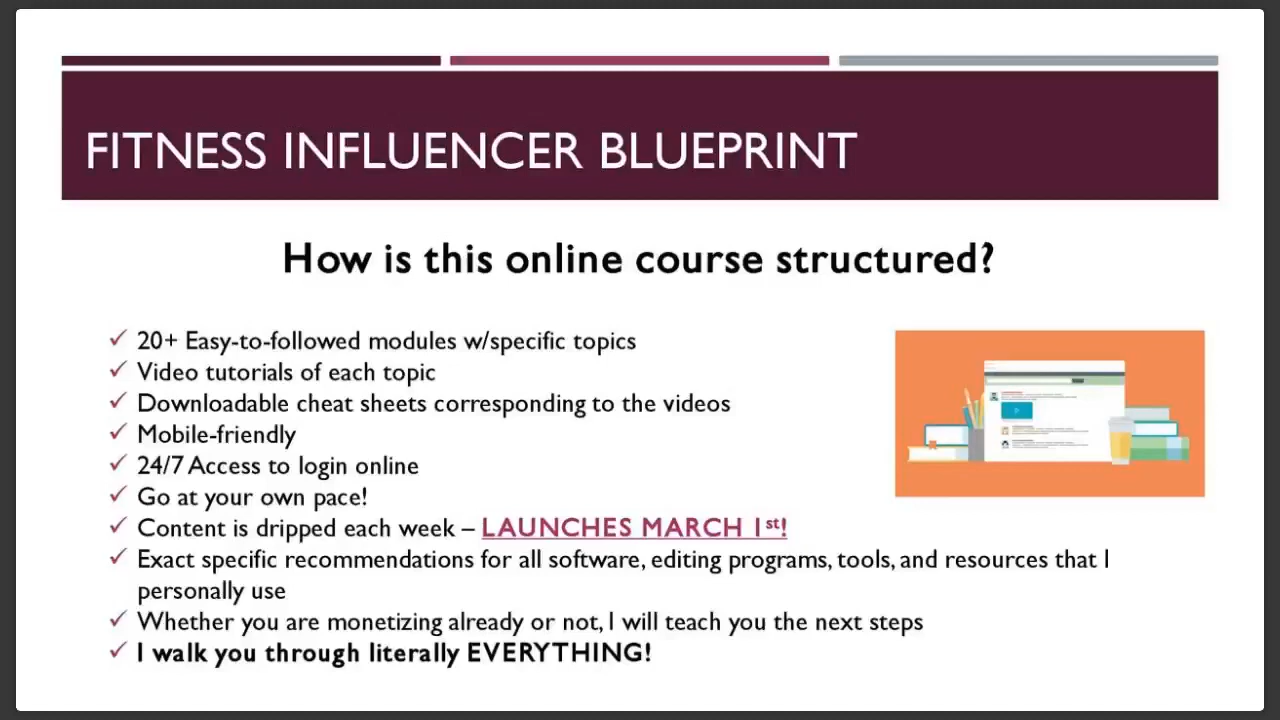 FITNESS INFLUENCER BLUEPRINT
How is this online course structured?
✓ 20+ Easy-to-followed modules w/specific topics
✓ Video tutorials of each topic
✓ Downloadable cheat sheets corresponding to the videos
✓ Mobile-friendly
✓ 24/7 Access to login online
✓ Go at your own pace!
✓ Content is dripped each week – LAUNCHES MARCH 1st!
✓ Exact specific recommendations for all software, editing programs, tools, and resources that I
personally use
✓ Whether you are monetizing already or not, I will teach you the next steps
✓ I walk you through literally EVERYTHING!